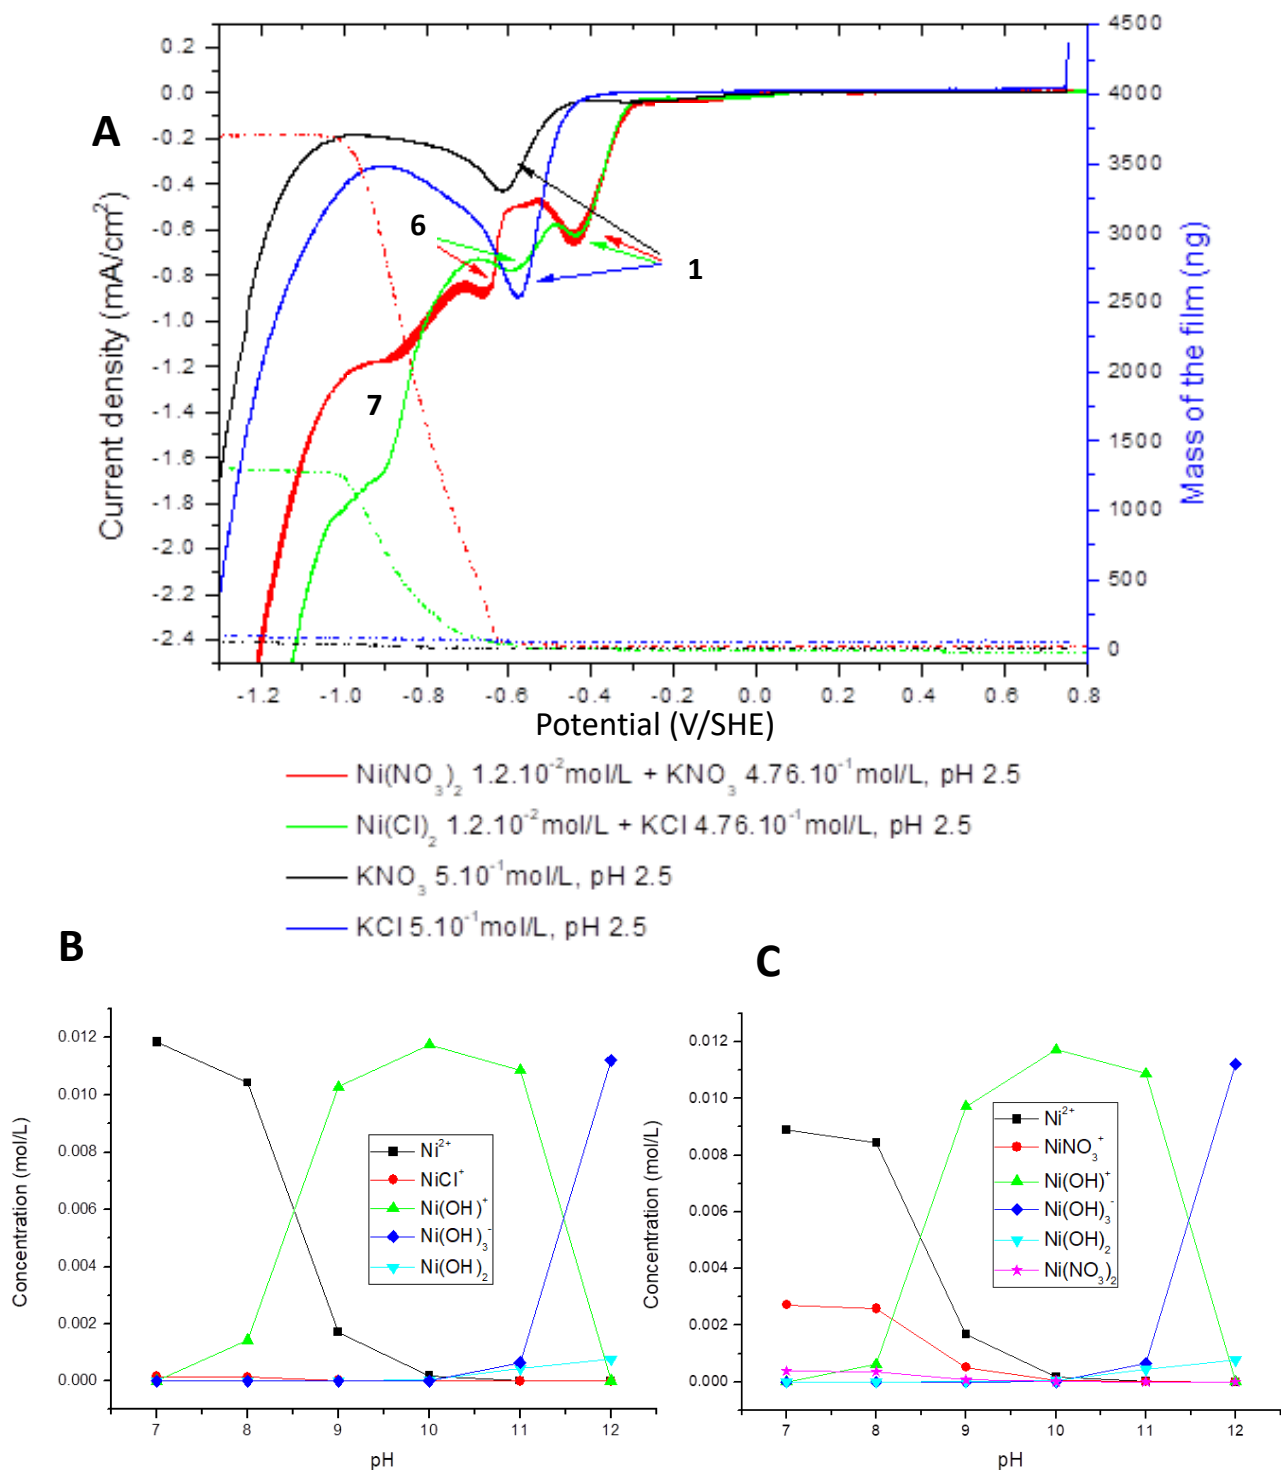 A
0.2
0.0
-0.2
-0.4
-0.6
-0.8
-1.0
-1.2
-1.4
-1.6
-1.8
-2.0
-2.2
-2.4
Current density (mA/cm²)
4500
4000
3500
3000
2500
2000
1500
1000
500
0
Mass of the film (ng)
6
1
7
-1.2 -1.0 -0.8 -0.6 -0.4 -0.2 0.0 0.2 0.4 0.6 0.8
Potential (V/SHE)
Ni(NO₃)₂ 1.2.10⁻²mol/L + KNO₃ 4.76.10⁻¹mol/L, pH 2.5
Ni(Cl)₂ 1.2.10⁻²mol/L + KCl 4.76.10⁻¹mol/L, pH 2.5
KNO₃ 5.10⁻¹mol/L, pH 2.5
KCl 5.10⁻¹mol/L, pH 2.5
B
0.012
0.010
0.008
0.006
0.004
0.002
0.000
Concentration (mol/L)
Ni²⁺
NiCl⁺
Ni(OH)⁺
Ni(OH)₃⁻
Ni(OH)₂
7 8 9 10 11 12
pH
C
0.012
0.010
0.008
0.006
0.004
0.002
0.000
Concentration (mol/L)
Ni²⁺
NiNO₃⁺
Ni(OH)⁺
Ni(OH)₃⁻
Ni(OH)₂
Ni(NO₃)₂
7 8 9 10 11 12
pH